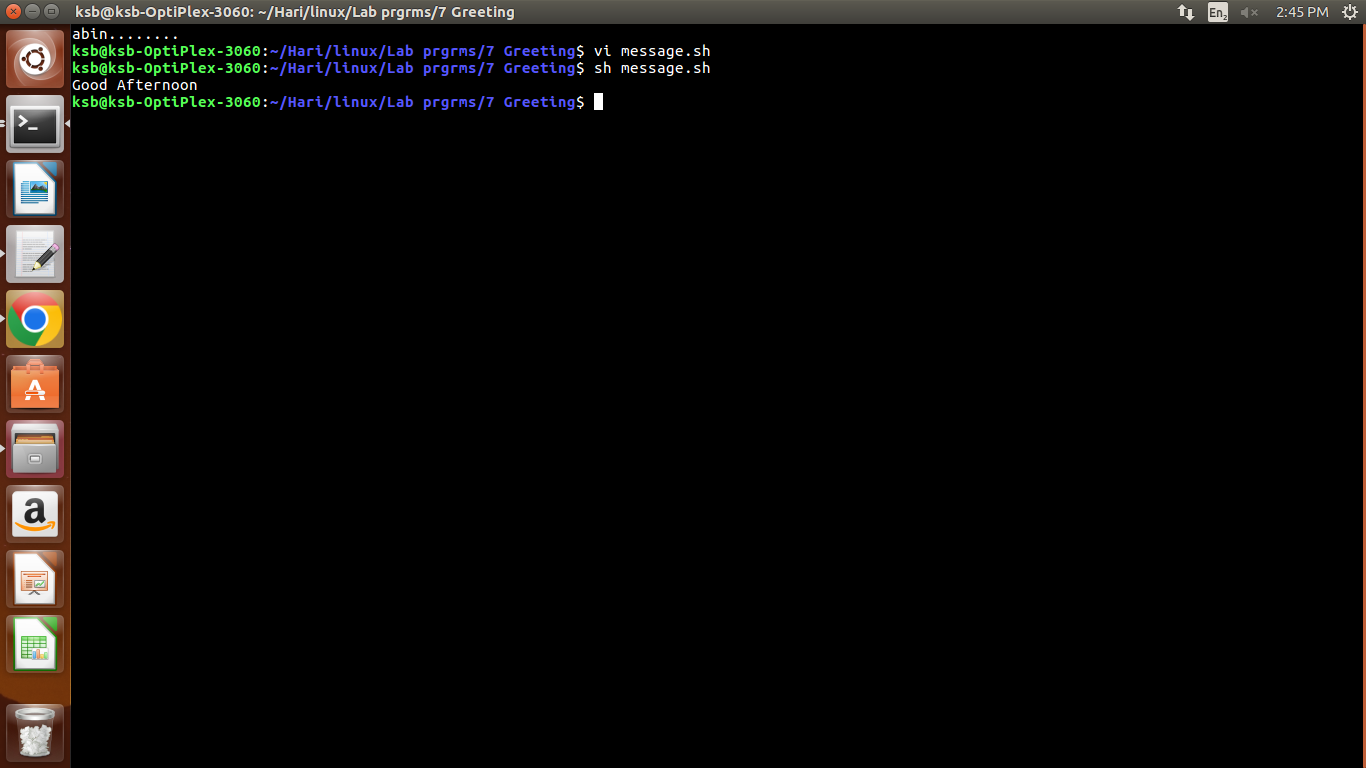 ksb@ksb-OptiPlex-3060: ~/Hari/linux/Lab prgrms/7 Greeting
En2
2:45 PM
abin........
ksb@ksb-OptiPlex-3060:~/Hari/linux/Lab prgrms/7 Greeting$ vi message.sh
ksb@ksb-OptiPlex-3060:~/Hari/linux/Lab prgrms/7 Greeting$ sh message.sh
Good Afternoon
ksb@ksb-OptiPlex-3060:~/Hari/linux/Lab prgrms/7 Greeting$